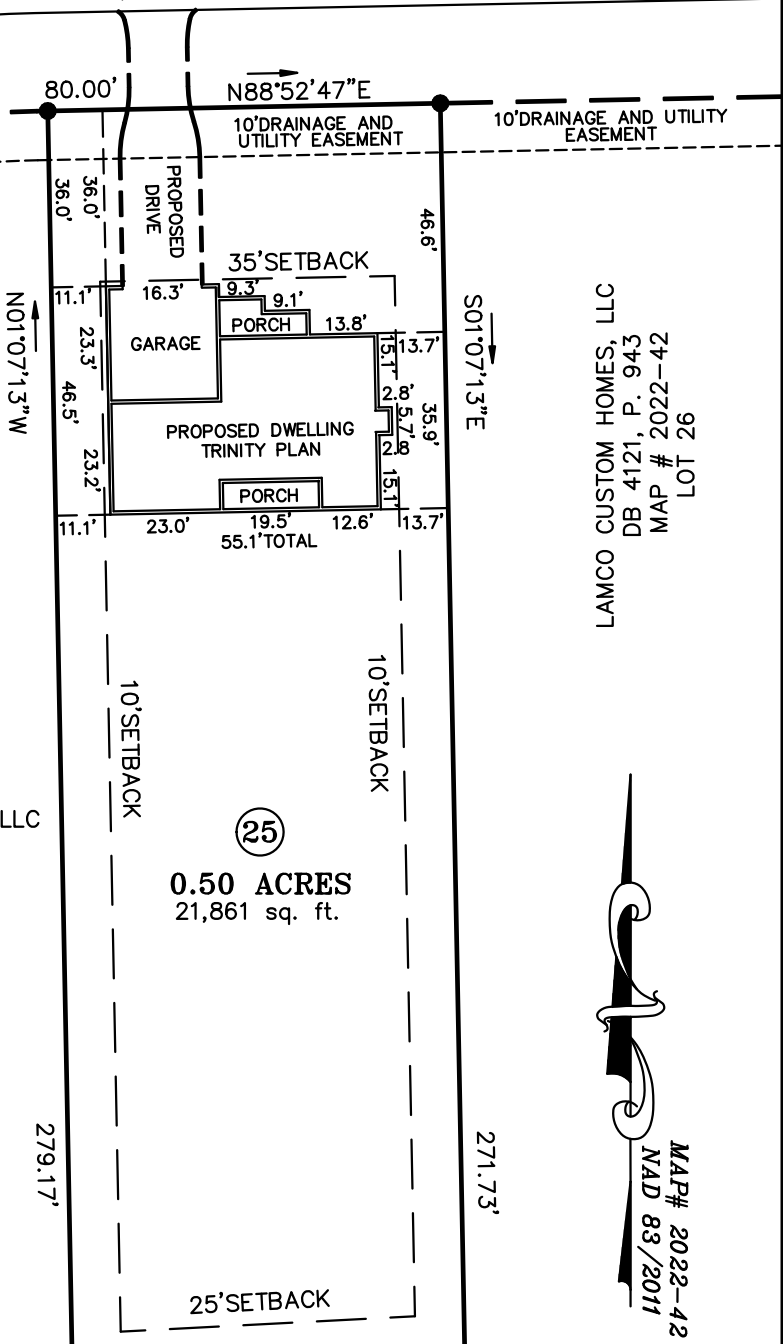 80.00'
N88°52'47"E
10'DRAINAGE AND
UTILITY EASEMENT
10'DRAINAGE AND UTILITY
EASEMENT
36.0'
36.0'
PROPOSED
DRIVE
46.6'
35'SETBACK
11.1'
16.3'
9.3'
9.1'
PORCH
13.8'
13.7'
N01°07'13"W
S01°07'13"E
23.3'
GARAGE
15.1'
46.5'
2.8'
5.7'
35.9'
PROPOSED DWELLING
TRINITY PLAN
2.8
23.2'
PORCH
15.1'
11.1'
23.0'
19.5'
12.6'
13.7'
55.1'TOTAL
LAMCO CUSTOM HOMES, LLC
DB 4121, P. 943
MAP # 2022-42
LOT 26
10'SETBACK
10'SETBACK
LLC
25
0.50 ACRES
21,861 sq. ft.
279.17'
271.73'
MAP# 2022-42
NAD 83/2011
25'SETBACK